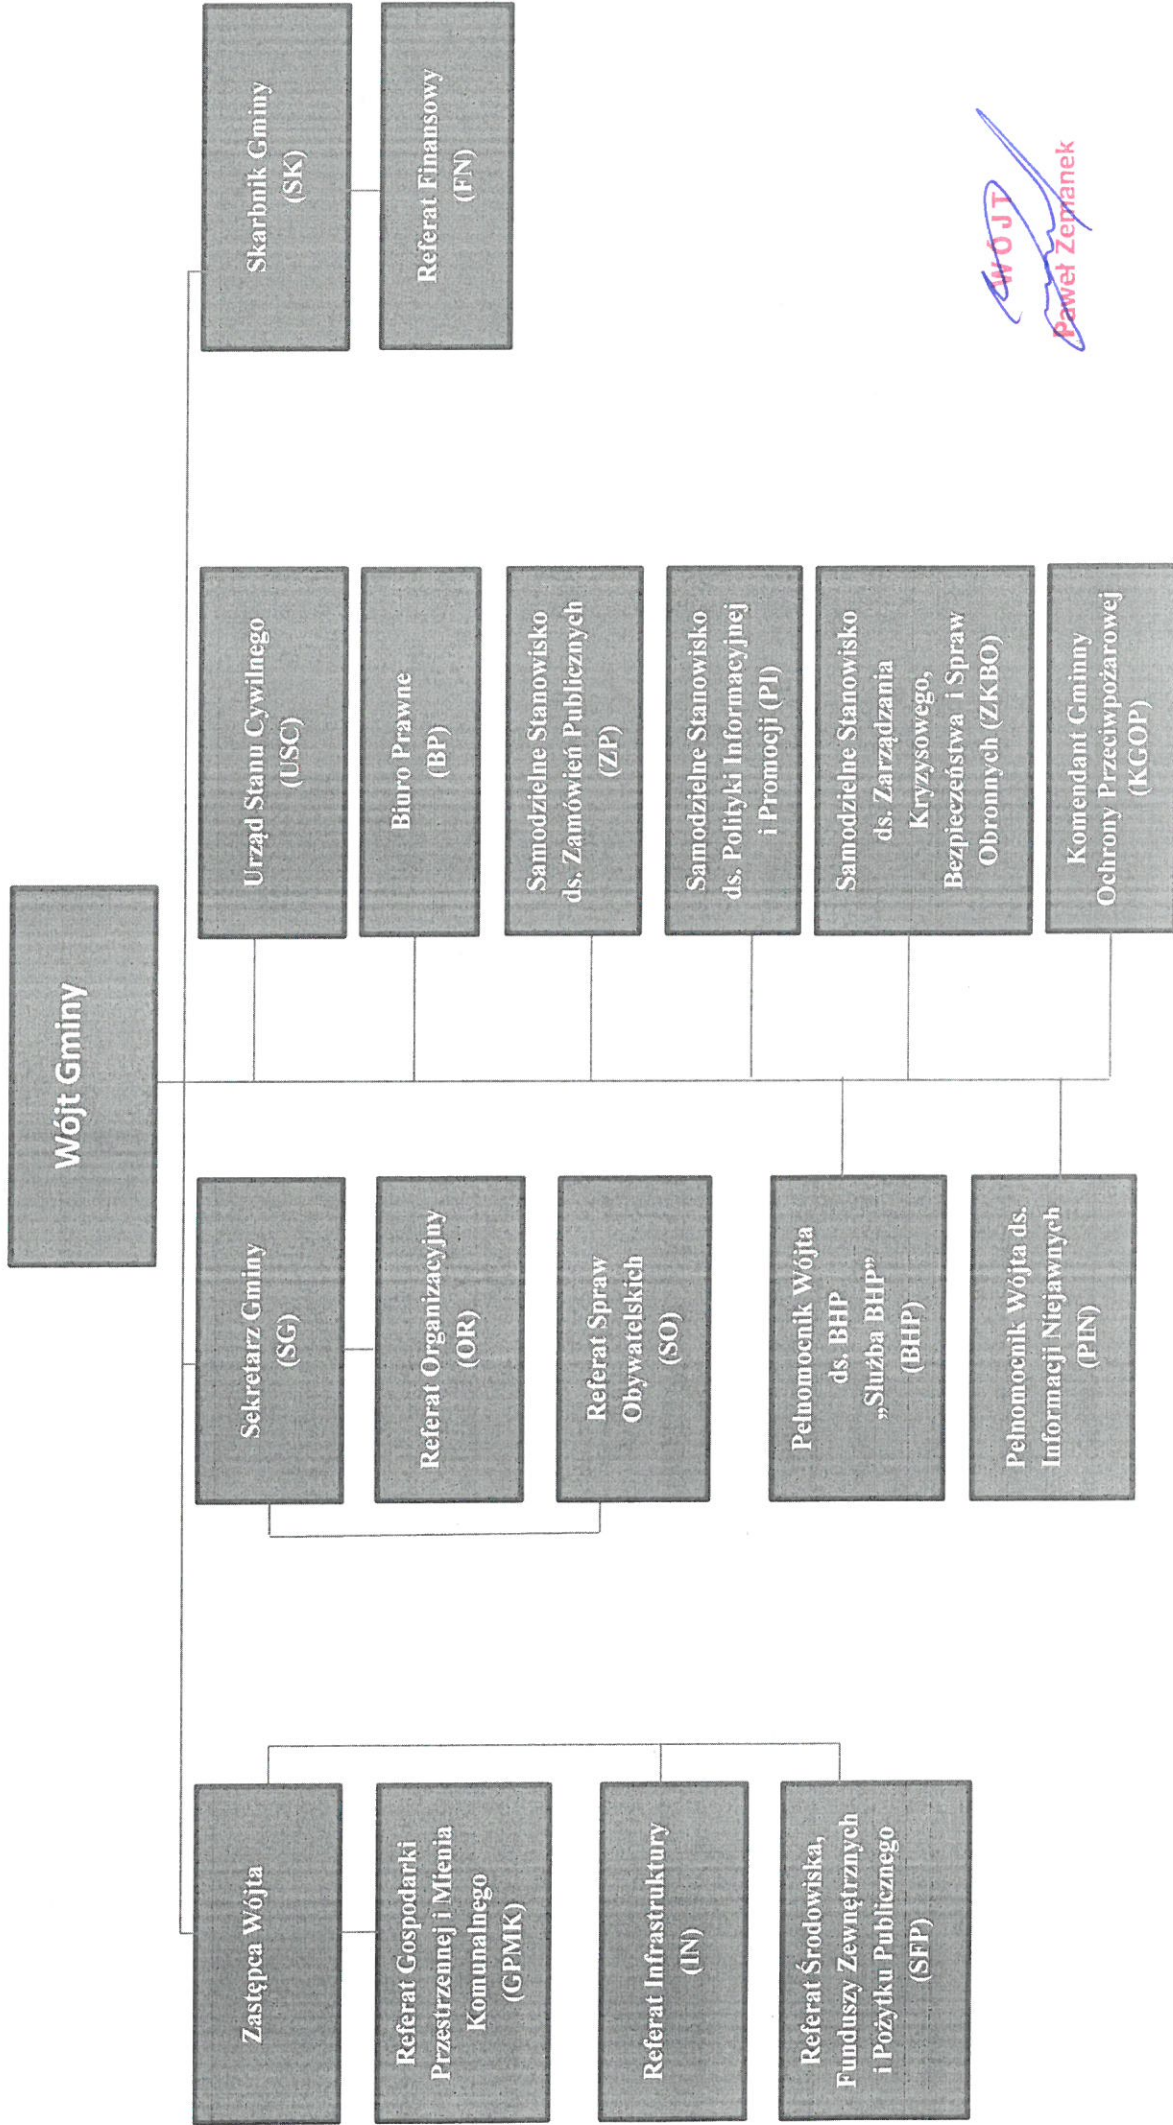 Wójt Gminy
Zastępca Wójta
Referat Gospodarki
Przestrzennej i Mienia
Komunalnego
(GPMK)
Referat Infrastruktury
(IN)
Referat Środowiska,
Funduszy Zewnętrznych
i Pożytku Publicznego
(SFP)
Sekretarz Gminy
(SG)
Referat Organizacyjny
(OR)
Referat Spraw
Obywatelskich
(SO)
Pełnomocnik Wójta
ds. BHP
„Służba BHP”
(BHP)
Pełnomocnik Wójta ds.
Informacji Niejawnych
(PIN)
Urząd Stanu Cywilnego
(USC)
Biuro Prawne
(BP)
Samodzielne Stanowisko
ds. Zamówień Publicznych
(ZP)
Samodzielne Stanowisko
ds. Polityki Informacyjnej
i Promocji (PI)
Samodzielne Stanowisko
ds. Zarządzania
Kryzysowego,
Bezpieczeństwa i Spraw
Obronnych (ZKBO)
Komendant Gminny
Ochrony Przeciwpożarowej
(KGOP)
Skarbnik Gminy
(SK)
Referat Finansowy
(FN)
WÓJT
Paweł Zemanek